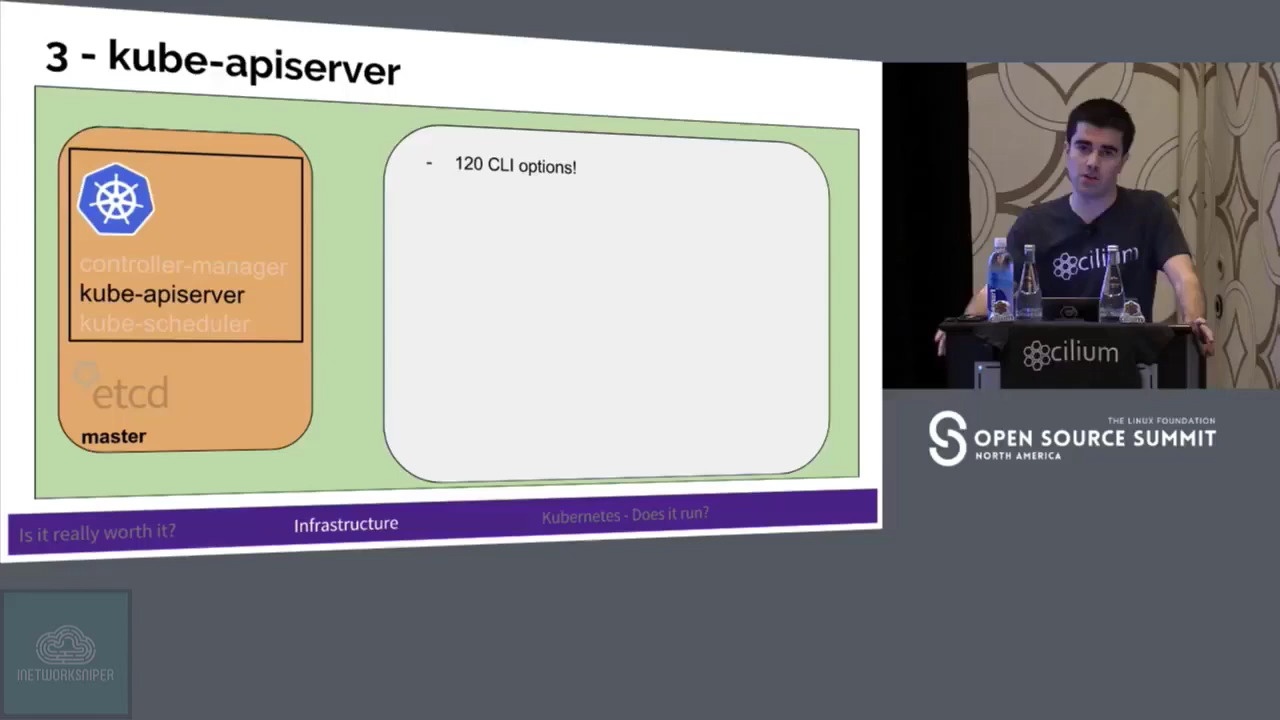 3 - kube-apiserver
- 120 CLI options!
controller-manager
kube-apiserver
kube-scheduler
etcd
master
Is it really worth it?
Infrastructure
Kubernetes - Does it run?
cilium
cilium
THE LINUX FOUNDATION
OPEN SOURCE SUMMIT
NORTH AMERICA
INETWORKSNIPER